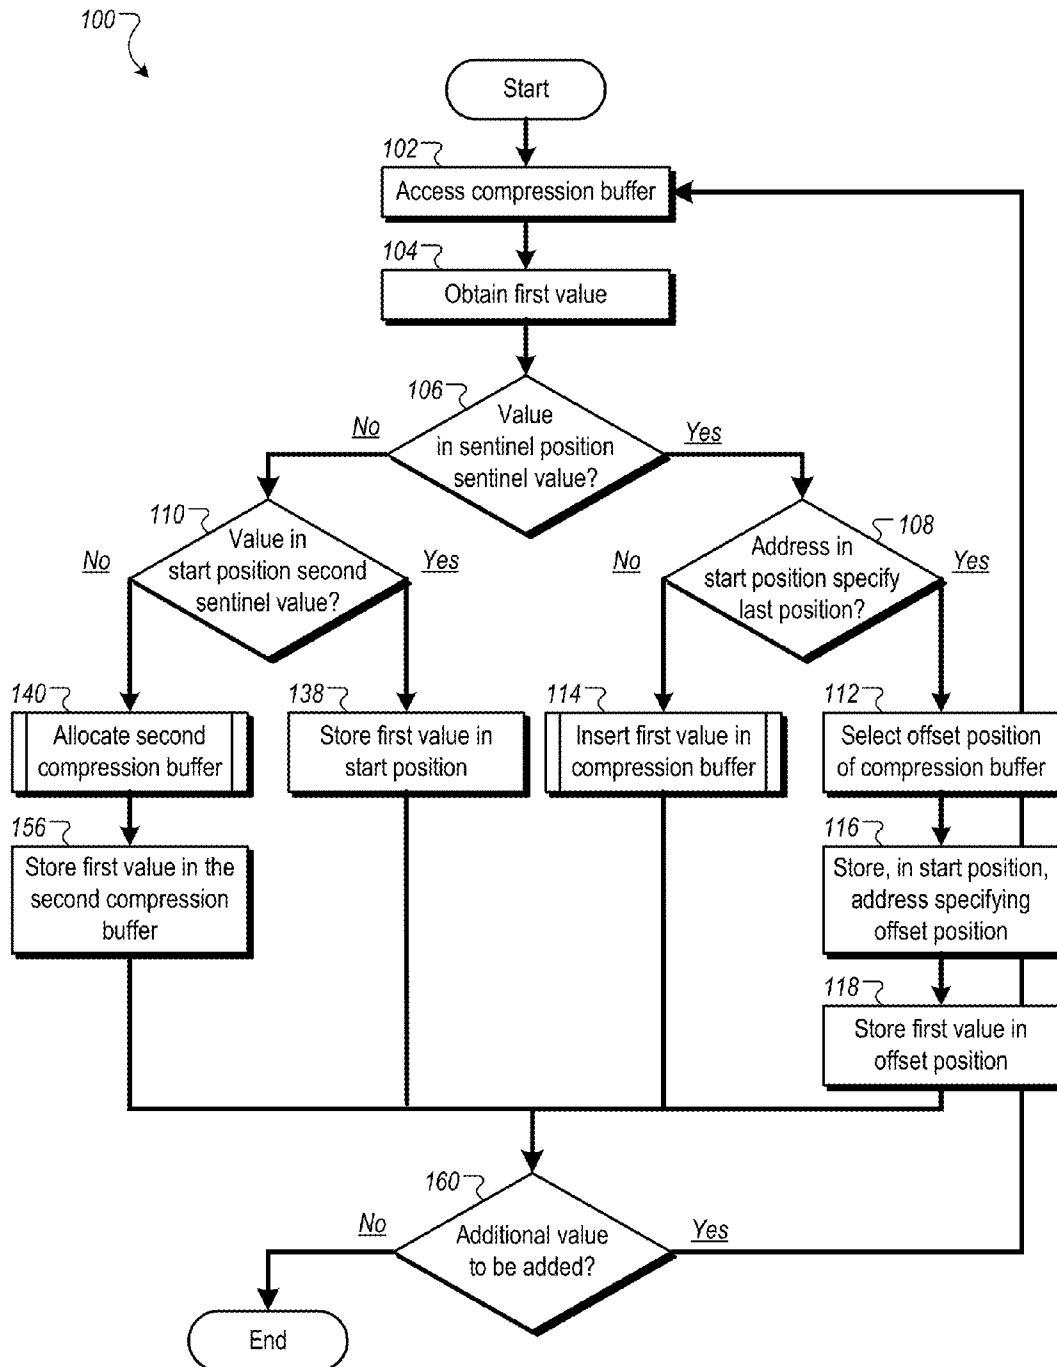 100
Start
102
Access compression buffer
104
Obtain first value
106
Value
in sentinel position
sentinel value?
No
Yes
110
Value in
start position second
sentinel value?
No
Yes
108
Address in
start position specify
last position?
No
Yes
140
Allocate second
compression buffer
138
Store first value in
start position
114
Insert first value in
compression buffer
112
Select offset position
of compression buffer
156
Store first value in the
second compression
buffer
116
Store, in start position,
address specifying
offset position
118
Store first value in
offset position
160
Additional value
to be added?
No
Yes
End